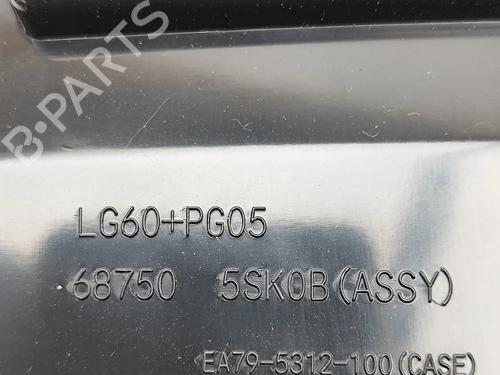 B-PARTS
LG60+PG05
68750 5SK0B(ASSY)
EA79-5312-100(CASE)